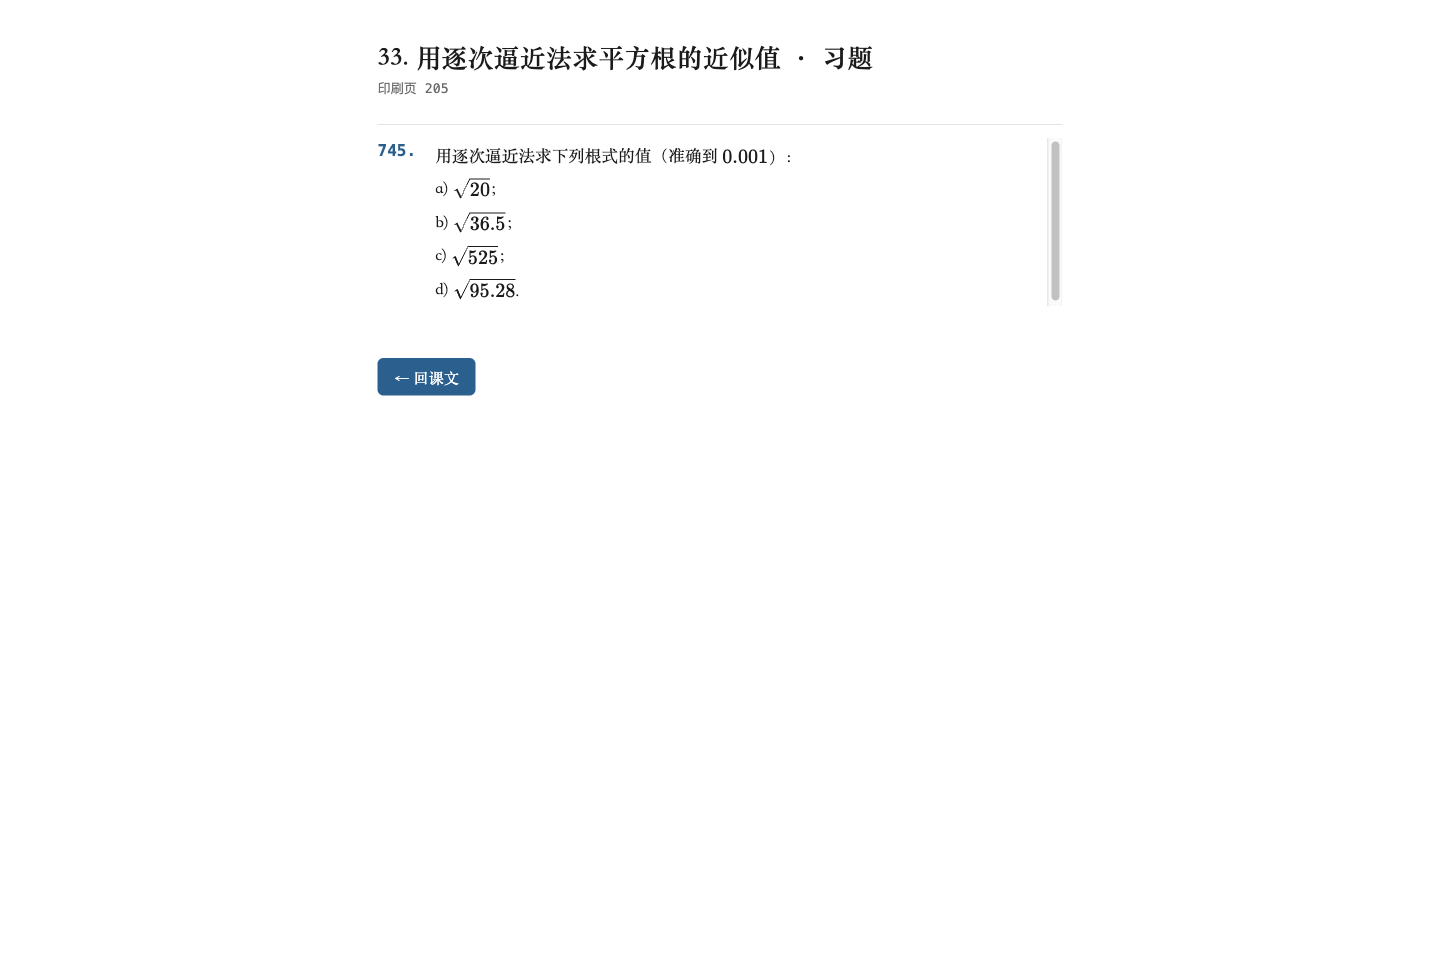 33. 用逐次逼近法求平方根的近似值 · 习题
印刷页 205
745. 用逐次逼近法求下列根式的值（准确到 0.001）：
a) √20;
b) √36.5;
c) √525;
d) √95.28.
← 回课文